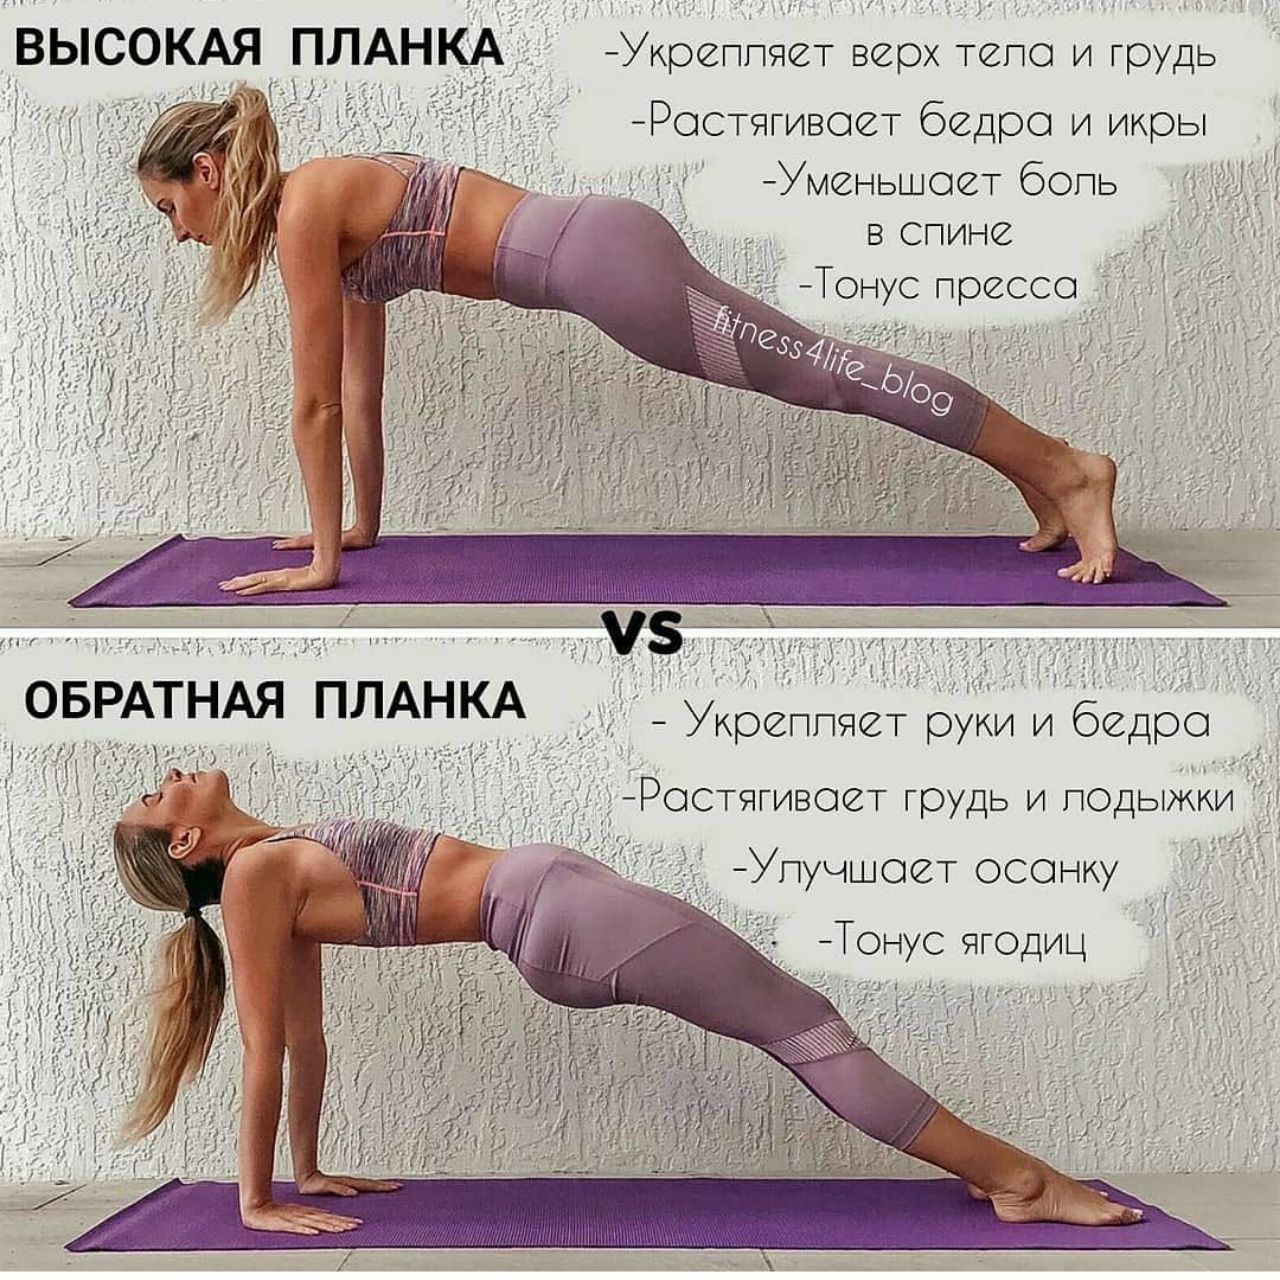 ВЫСОКАЯ ПЛАНКА
-Укрепляет верх тела и грудь
-Растягивает бедра и икры
-Уменьшает боль
в спине
-Тонус пресса
fitness4life_blog
VS
ОБРАТНАЯ ПЛАНКА
- Укрепляет руки и бедра
-Растягивает грудь и лодыжки
-Улучшает осанку
-Тонус ягодиц